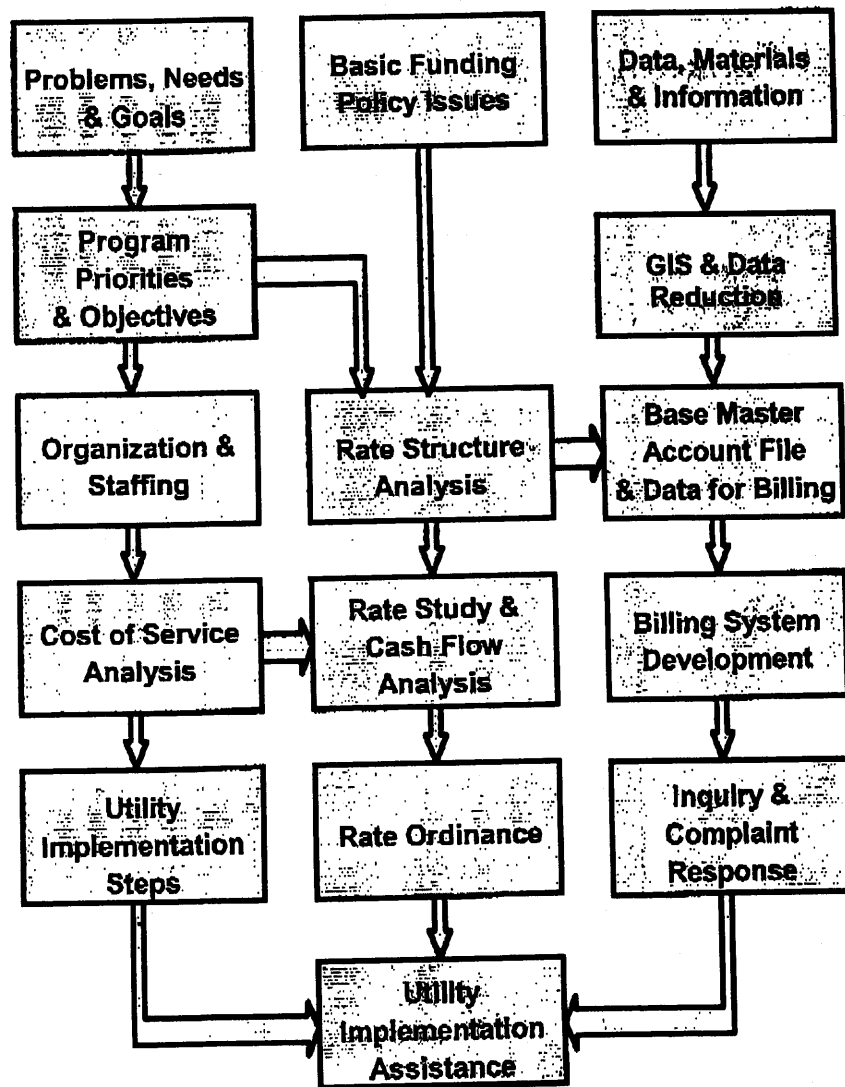 Problems, Needs
& Goals
Basic Funding
Policy Issues
Data, Materials
& Information
Program
Priorities
& Objectives
GIS & Data
Reduction
Organization &
Staffing
Rate Structure
Analysis
Base Master
Account File
& Data for Billing
Cost of Service
Analysis
Rate Study &
Cash Flow
Analysis
Billing System
Development
Utility
Implementation
Steps
Rate Ordinance
Inquiry &
Complaint
Response
Utility
Implementation
Assistance